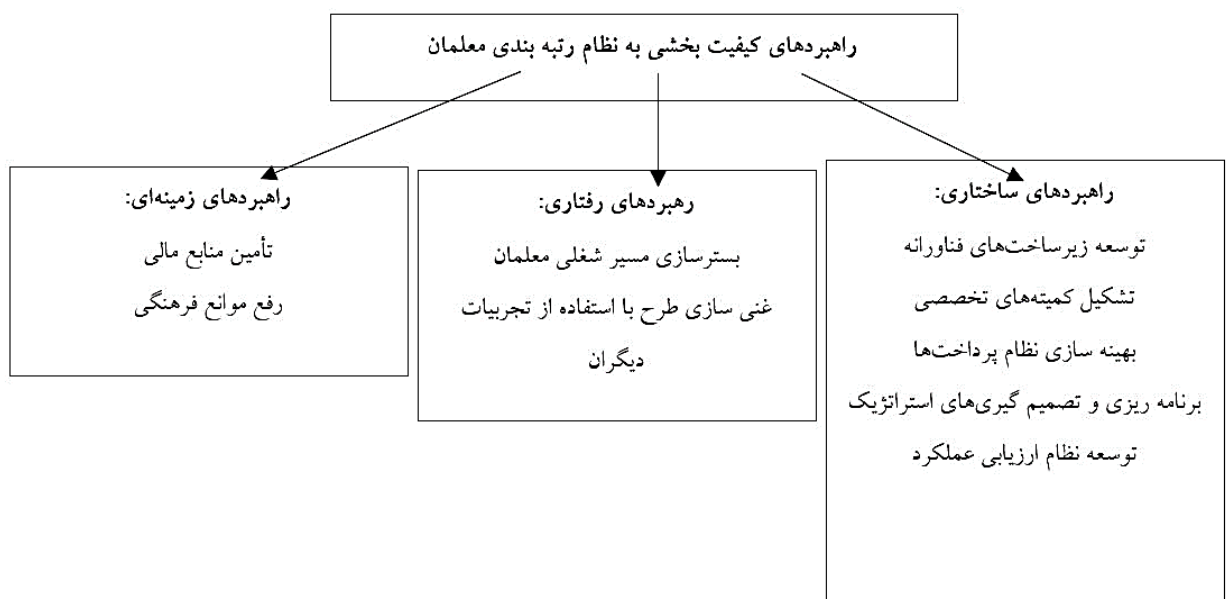 راهبردهای کیفیت بخشی به نظام رتبه بندی معلمان
راهبردهای ساختاری:
توسعه زیرساخت‌های فناورانه
تشکیل کمیته‌های تخصصی
بهینه سازی نظام پرداخت‌ها
برنامه ریزی و تصمیم گیری‌های استراتژیک
توسعه نظام ارزیابی عملکرد
رهبردهای رفتاری:
بسترسازی مسیر شغلی معلمان
غنی سازی طرح با استفاده از تجربیات
دیگران
راهبردهای زمینه‌ای:
تأمین منابع مالی
رفع موانع فرهنگی